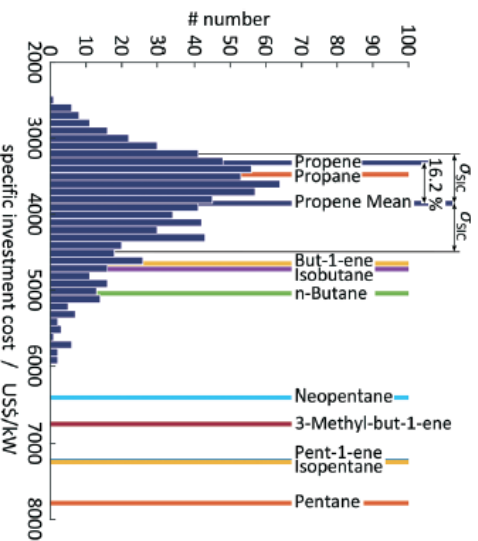 # number
0 10 20 30 40 50 60 70 80 90 100
2000
3000
4000
5000
6000
7000
8000
specific investment cost / US$/kW
Propene
Propane
Propene Mean
16.2 %
σSIC
σSIC
But-1-ene
Isobutane
n-Butane
Neopentane
3-Methyl-but-1-ene
Pent-1-ene
Isopentane
Pentane